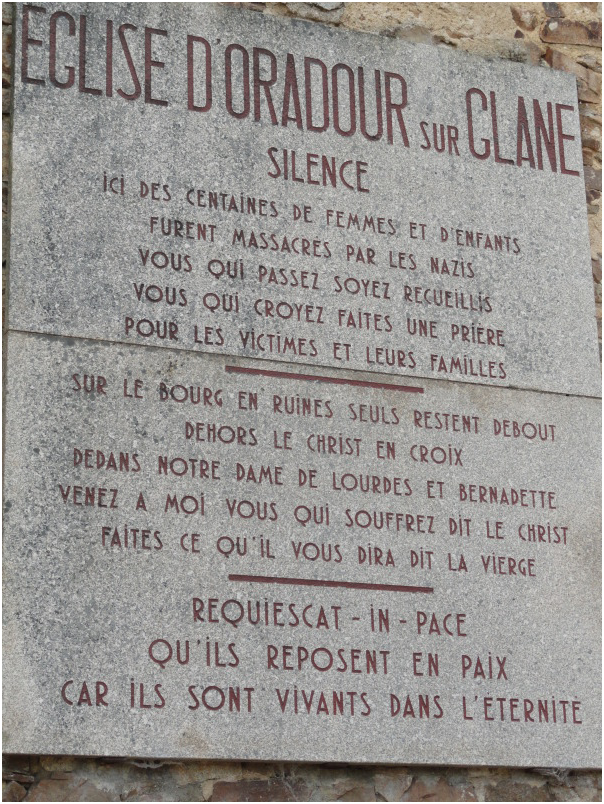 EGLISE D'ORADOUR SUR GLANE
SILENCE
ICI DES CENTAINES DE FEMMES ET D'ENFANTS
FURENT MASSACRES PAR LES NAZIS
VOUS QUI PASSEZ SOYEZ RECUEILLIS
VOUS QUI CROYEZ FAITES UNE PRIERE
POUR LES VICTIMES ET LEURS FAMILLES
SUR LE BOURG EN RUINES SEULS RESTENT DEBOUT
DEHORS LE CHRIST EN CROIX
DEDANS NOTRE DAME DE LOURDES ET BERNADETTE
VENEZ A MOI VOUS QUI SOUFFREZ DIT LE CHRIST
FAITES CE QU'IL VOUS DIRA DIT LA VIERGE
REQUIESCAT - IN - PACE
QU'ILS REPOSENT EN PAIX
CAR ILS SONT VIVANTS DANS L'ETERNITE